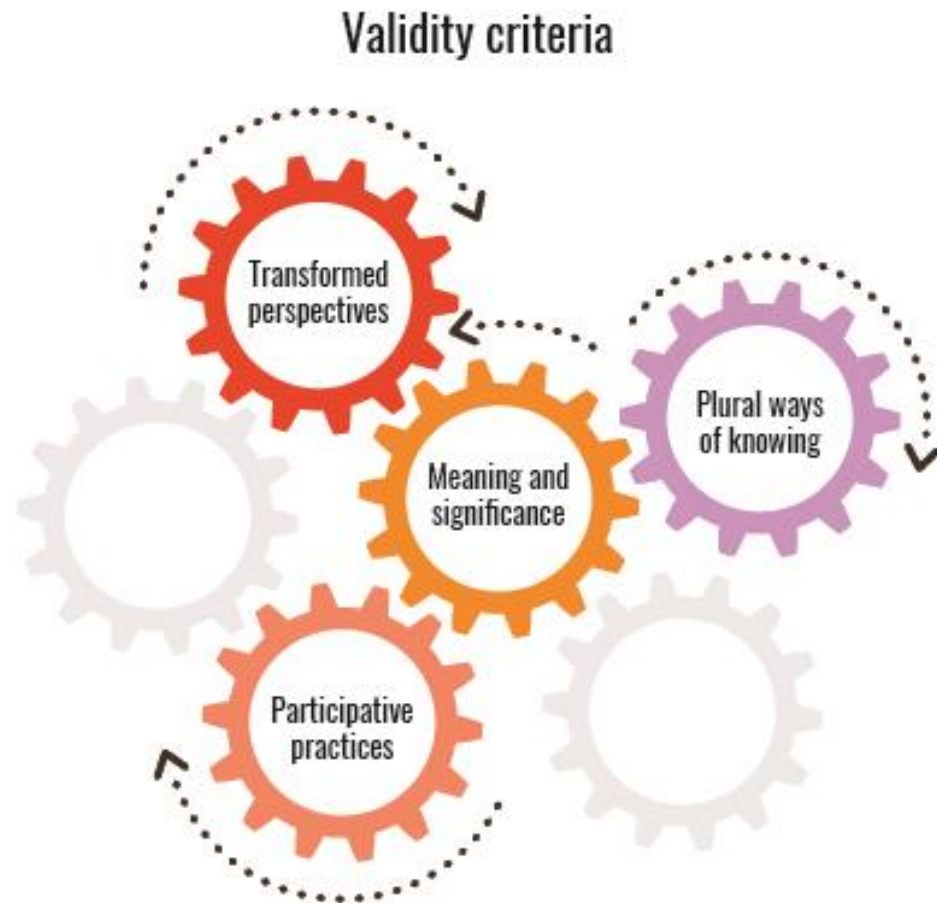 Validity criteria
Transformed
perspectives
Plural ways
of knowing
Meaning and
significance
Participative
practices